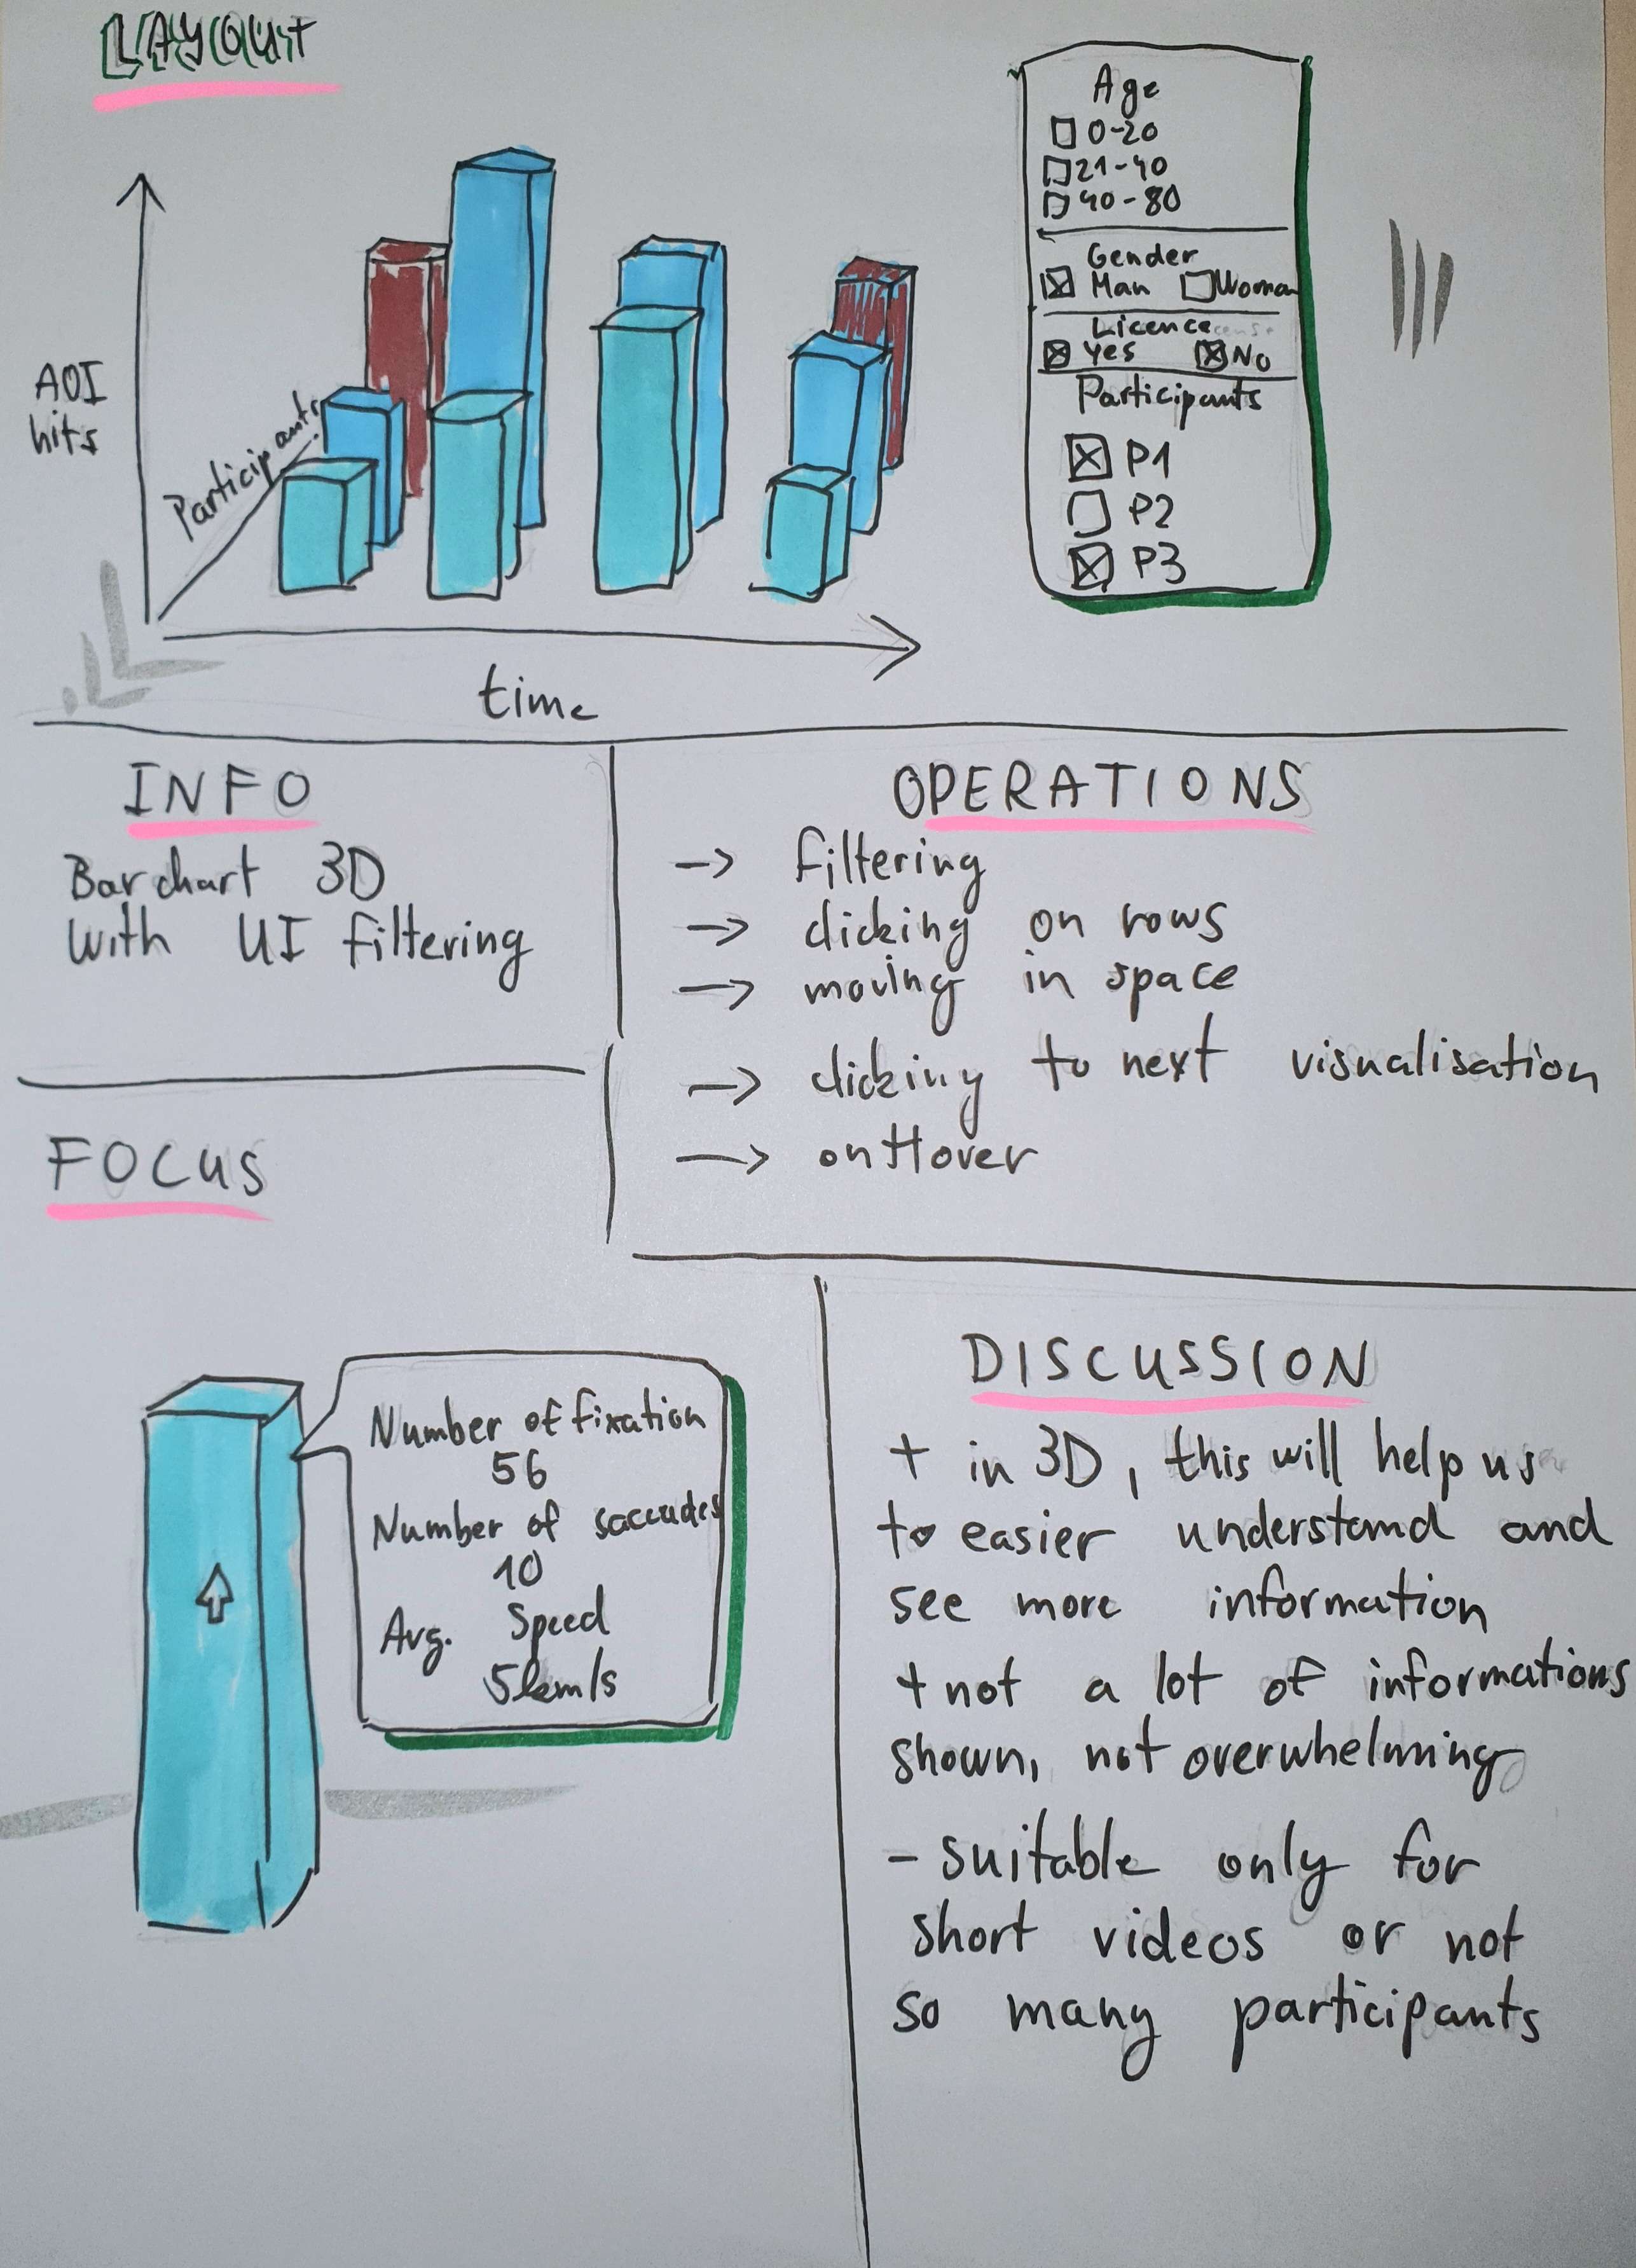 LAYOUT
AOI
hits
Participants
time
Age
0-20
21-40
40-80
Gender
Man Woman
Licence
Yes No
Participants
P1
P2
P3
INFO
Barchart 3D
with UI filtering
OPERATIONS
-> filtering
-> clicking on rows
-> moving in space
-> clicking to next visualisation
-> onHover
FOCUS
Number of fixation
56
Number of saccades
10
Avg. Speed
5km/s
DISCUSSION
+ in 3D, this will help us
to easier understand and
see more information
+ not a lot of informations
shown, not overwhelming
- suitable only for
short videos or not
so many participants